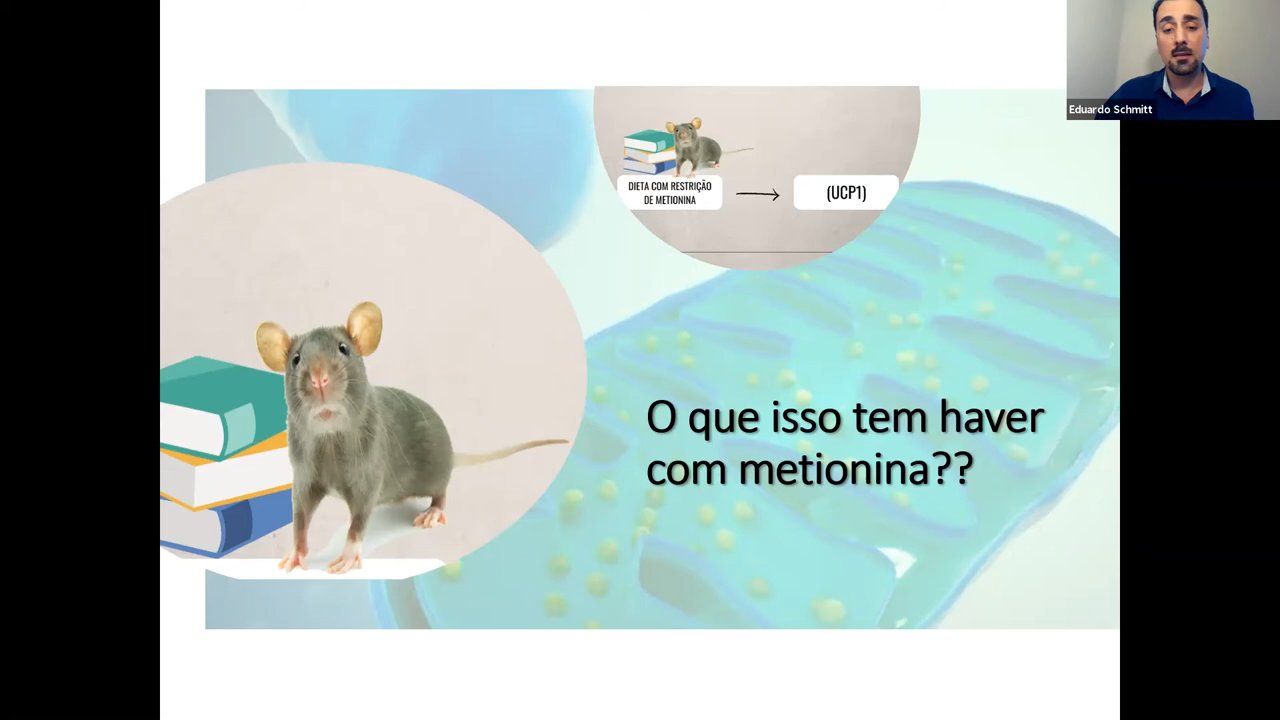 Eduardo Schmitt
DIETA COM RESTRIÇÃO
DE METIONINA
(UCP1)
O que isso tem haver
com metionina??